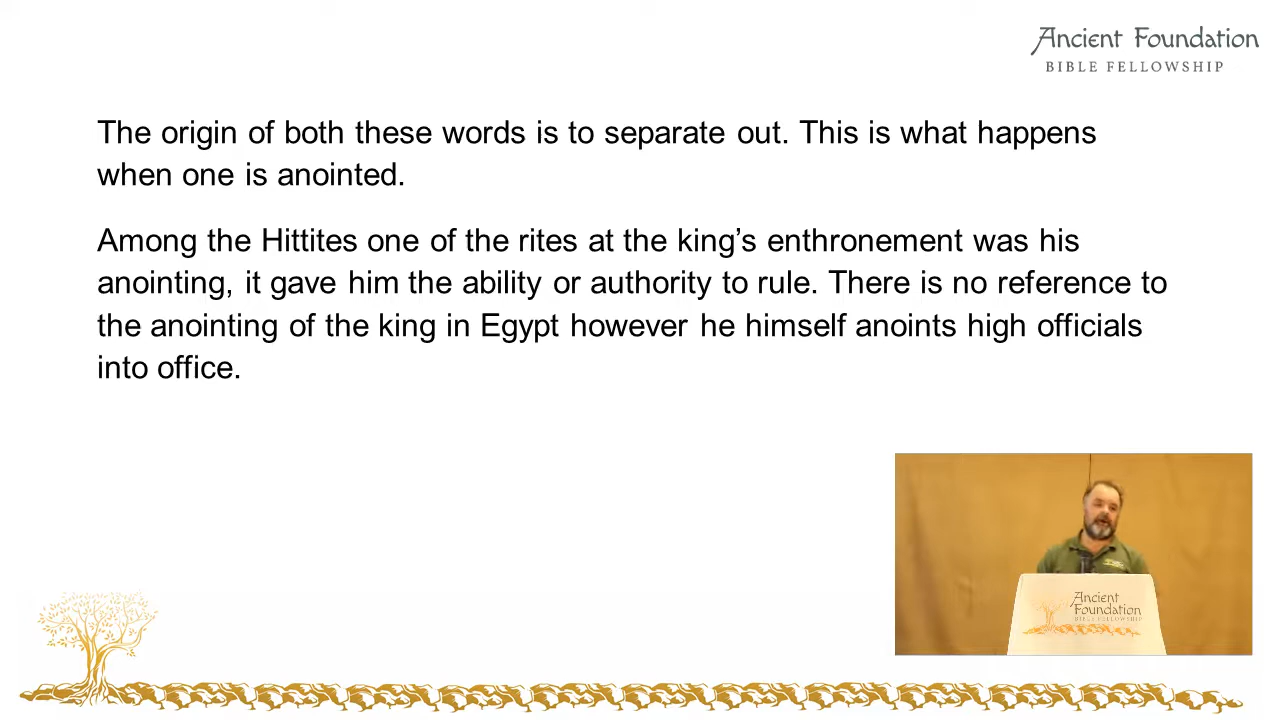 Ancient Foundation
BIBLE FELLOWSHIP
The origin of both these words is to separate out. This is what happens
when one is anointed.
Among the Hittites one of the rites at the king’s enthronement was his
anointing, it gave him the ability or authority to rule. There is no reference to
the anointing of the king in Egypt however he himself anoints high officials
into office.
Ancient
Foundation
BIBLE FELLOWSHIP